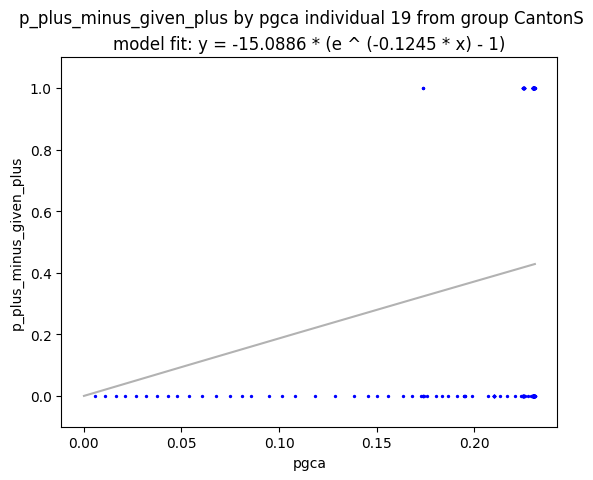 p_plus_minus_given_plus by pgca individual 19 from group CantonS
model fit: y = -15.0886 * (e ^ (-0.1245 * x) - 1)
1.0
0.8
0.6
0.4
0.2
0.0
p_plus_minus_given_plus
0.00 0.05 0.10 0.15 0.20
pgca